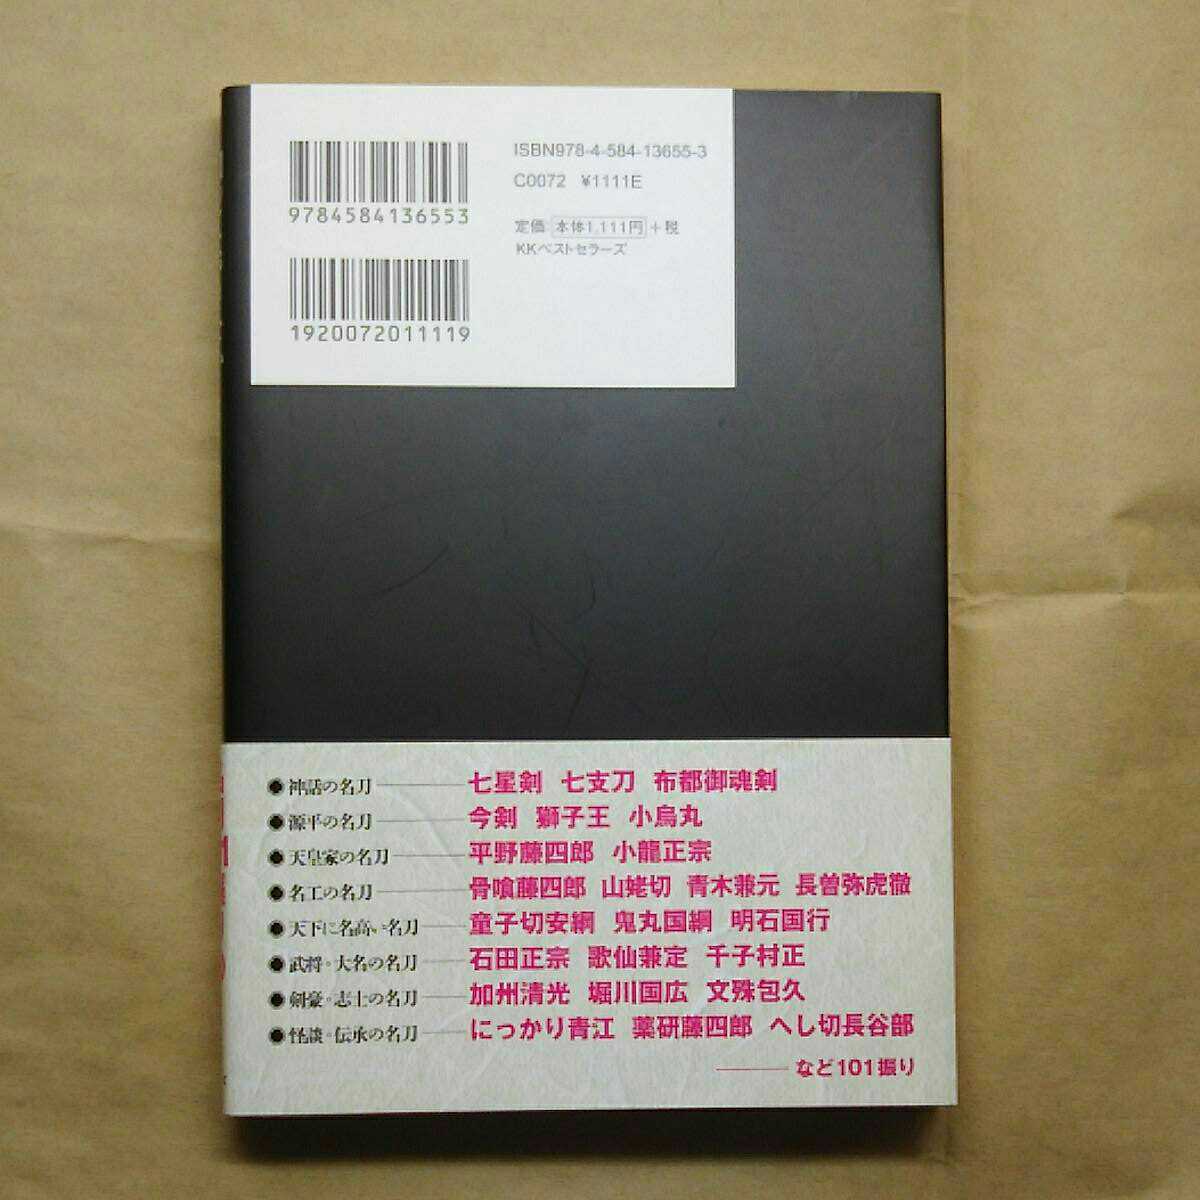 ISBN978-4-584-13655-3
C0072 ¥1111E
9784584136553
定価 本体1,111円+税
KKベストセラーズ
1920072011119
●神話の名刀――七星剣 七支刀 布都御魂剣
●源平の名刀――今剣 獅子王 小烏丸
●天皇家の名刀――平野藤四郎 小龍正宗
●名工の名刀――骨喰藤四郎 山姥切 青木兼元 長曽弥虎徹
●天下に名高い名刀――童子切安綱 鬼丸国綱 明石国行
●武将・大名の名刀――石田正宗 歌仙兼定 千子村正
●剣豪・志士の名刀――加州清光 堀川国広 文殊包久
●怪談・伝承の名刀――にっかり青江 薬研藤四郎 へし切長谷部
――など101振り